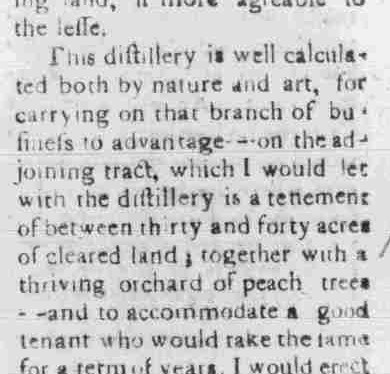 ing land, if more agreable to
the lesſe.
This diſtillery is well calcula-
ted both by nature and art, for
carrying on that branch of bu-
ſineſs to advantage---on the ad-
joining tract, which I would let
with the diſtillery is a tenement
of between thirty and forty acres
of cleared land; together with a
thriving orchard of peach trees
--and to accommodate a good
tenant who would take the ſame
for a term of years, I would erect